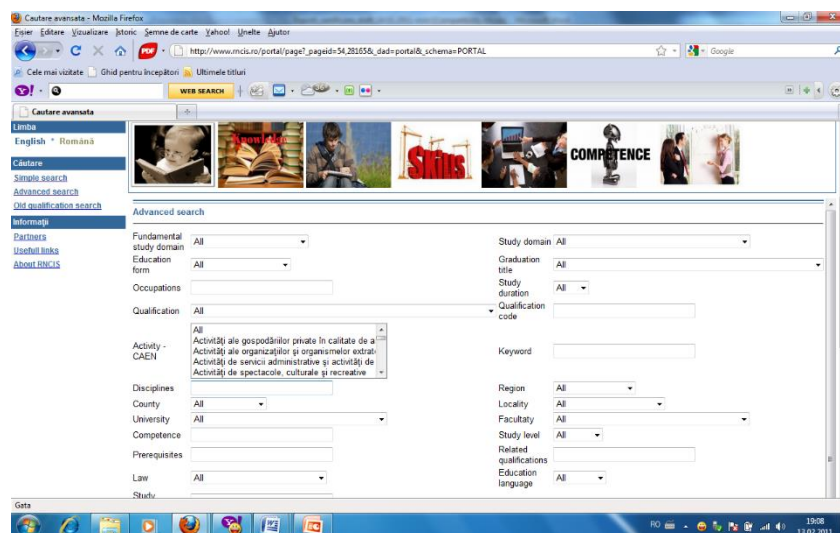 Cautare avansata - Mozilla Firefox
Fișier Editare Vizualizare Istoric Semne de carte Yahoo! Unelte Ajutor
PDF http://www.rncis.ro/portal/page?_pageid=54,28165&_dad=portal&_schema=PORTAL Google
Cele mai vizitate Ghid pentru începători Ultimele titluri
Y! WEB SEARCH
Cautare avansata
Limba
English * Română
Căutare
Simple search
Advanced search
Old qualification search
Informații
Partners
Usefull links
About RNCIS
Knowledge Skills COMPETENCE
Advanced search
Fundamental study domain All Study domain All
Education form All Graduation title All
Occupations Study duration All
Qualification All Qualification code
Activity - CAEN
All
Activități ale gospodăriilor private în calitate de a
Activități ale organizațiilor și organismelor extrate
Activități de servicii administrative și activități de
Activități de spectacole, culturale și recreative
Keyword
Disciplines Region All
County All Locality All
University All Facultaty All
Competence Study level All
Prerequisites Related qualifications
Law All Education language All
Study
Gata
RO 19:08
13.02.2011